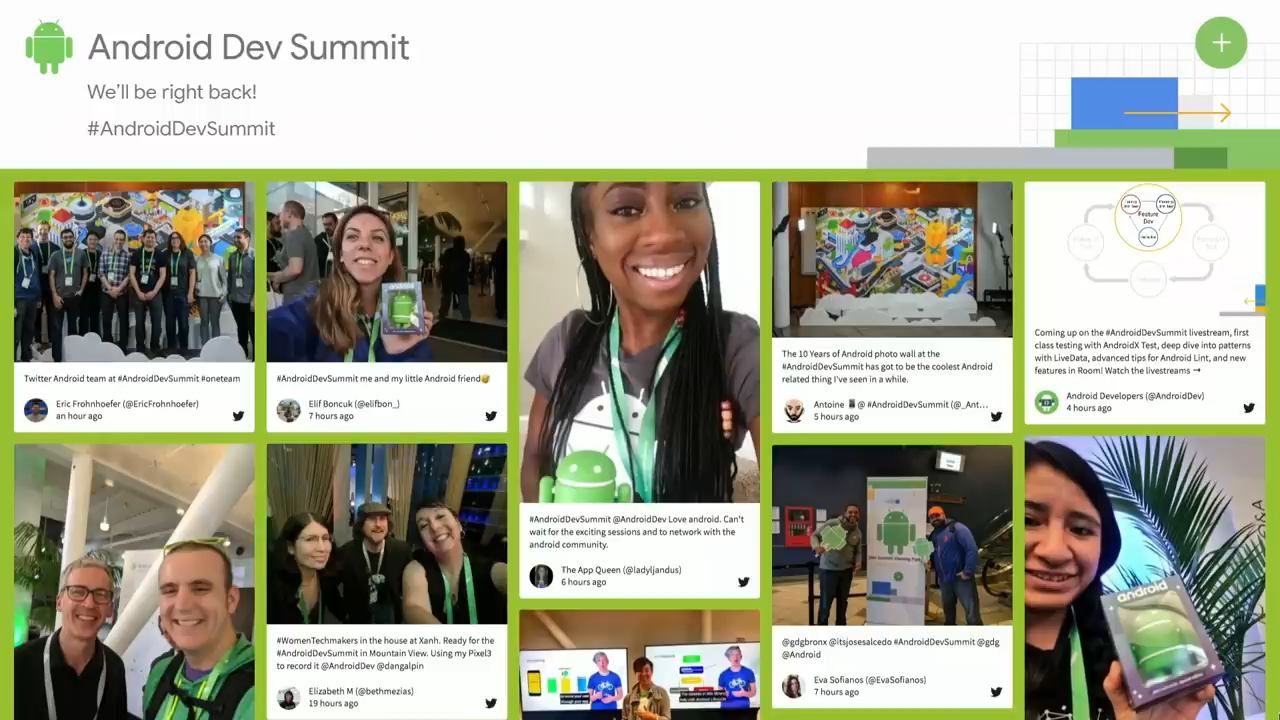 Android Dev Summit
We'll be right back!
#AndroidDevSummit
Twitter Android team at #AndroidDevSummit #oneteam
Eric Frohnhoefer (@EricFrohnhoefer)
an hour ago
#AndroidDevSummit me and my little Android friend😅
Elif Boncuk (@elifbon_)
7 hours ago
#WomenTechmakers in the house at Xanh. Ready for the
#AndroidDevSummit in Mountain View. Using my Pixel3
to record it @AndroidDev @dangalpin
Elizabeth M (@bethmezias)
19 hours ago
#AndroidDevSummit @AndroidDev Love android. Can't
wait for the exciting sessions and to network with the
android community.
The App Queen (@ladyljandus)
6 hours ago
The 10 Years of Android photo wall at the
#AndroidDevSummit has got to be the coolest Android
related thing I've seen in a while.
Antoine 📱 @ #AndroidDevSummit (@_Ant...
5 hours ago
@gdgbronx @itsjosesalcedo #AndroidDevSummit @gdg
@Android
Eva Sofianos (@EvaSofianos)
7 hours ago
Feature
Dev
Coming up on the #AndroidDevSummit livestream, first
class testing with AndroidX Test, deep dive into patterns
with LiveData, advanced tips for Android Lint, and new
features in Room! Watch the livestreams →
Android Developers (@AndroidDev)
4 hours ago
android